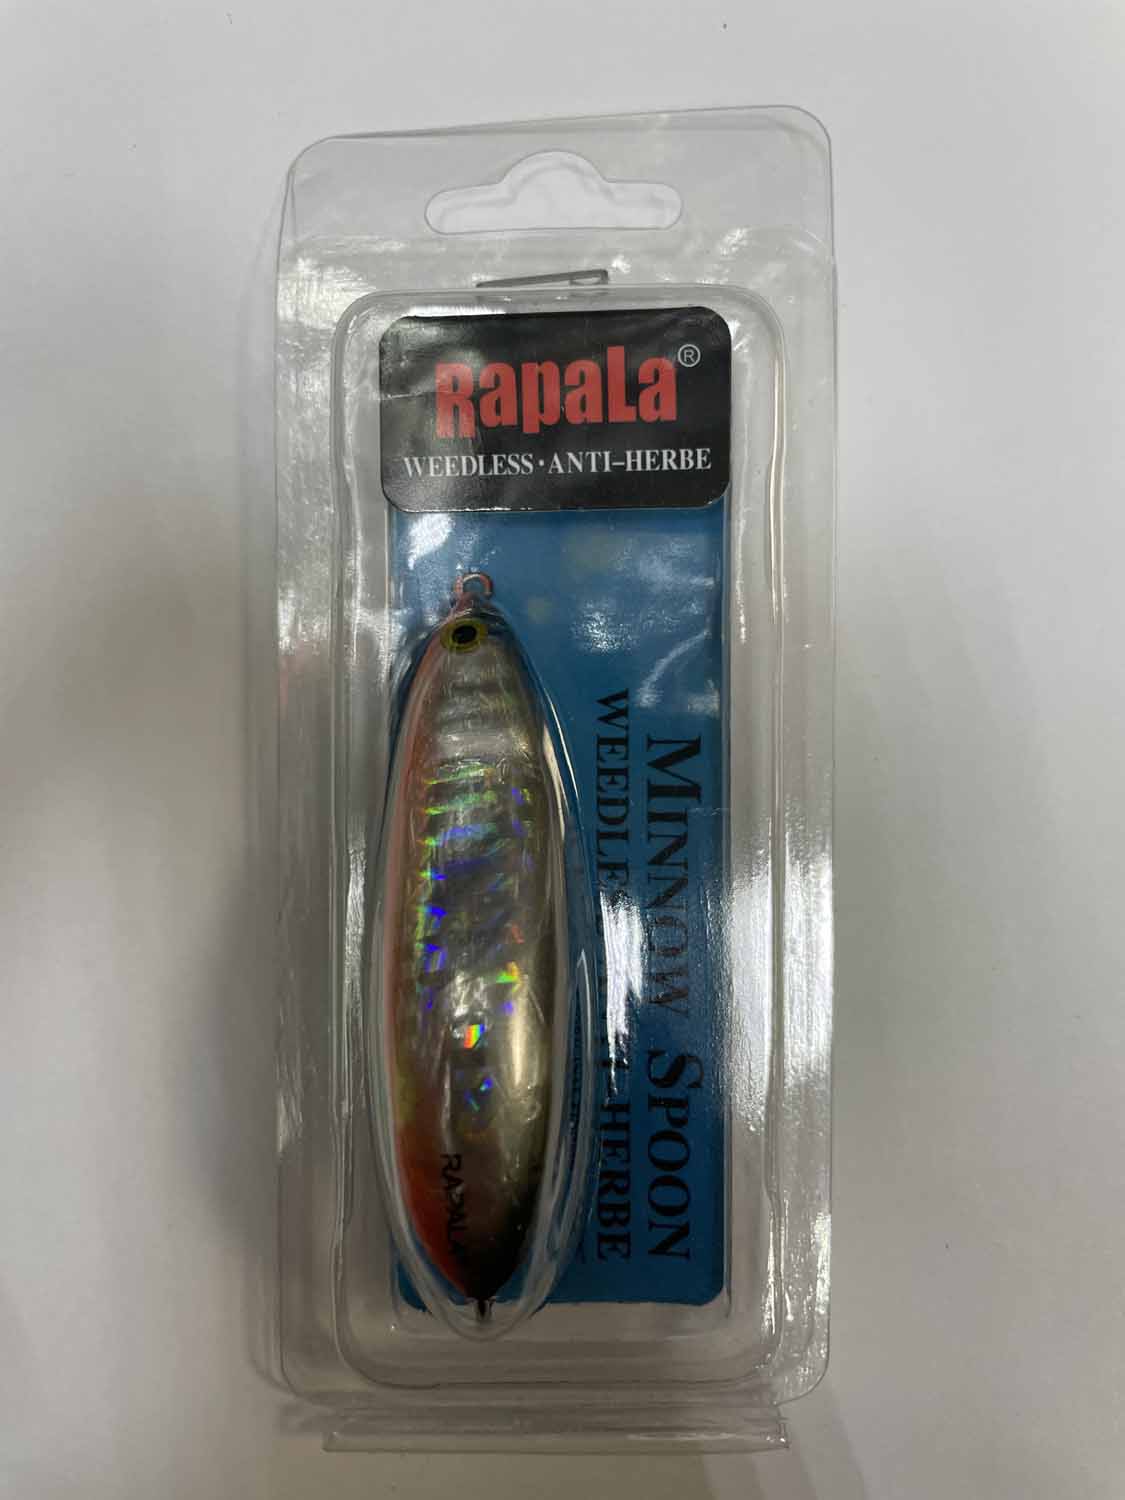 RapaLa®
WEEDLESS · ANTI-HERBE
MINNOW SPOON
HERBE
RAPALA